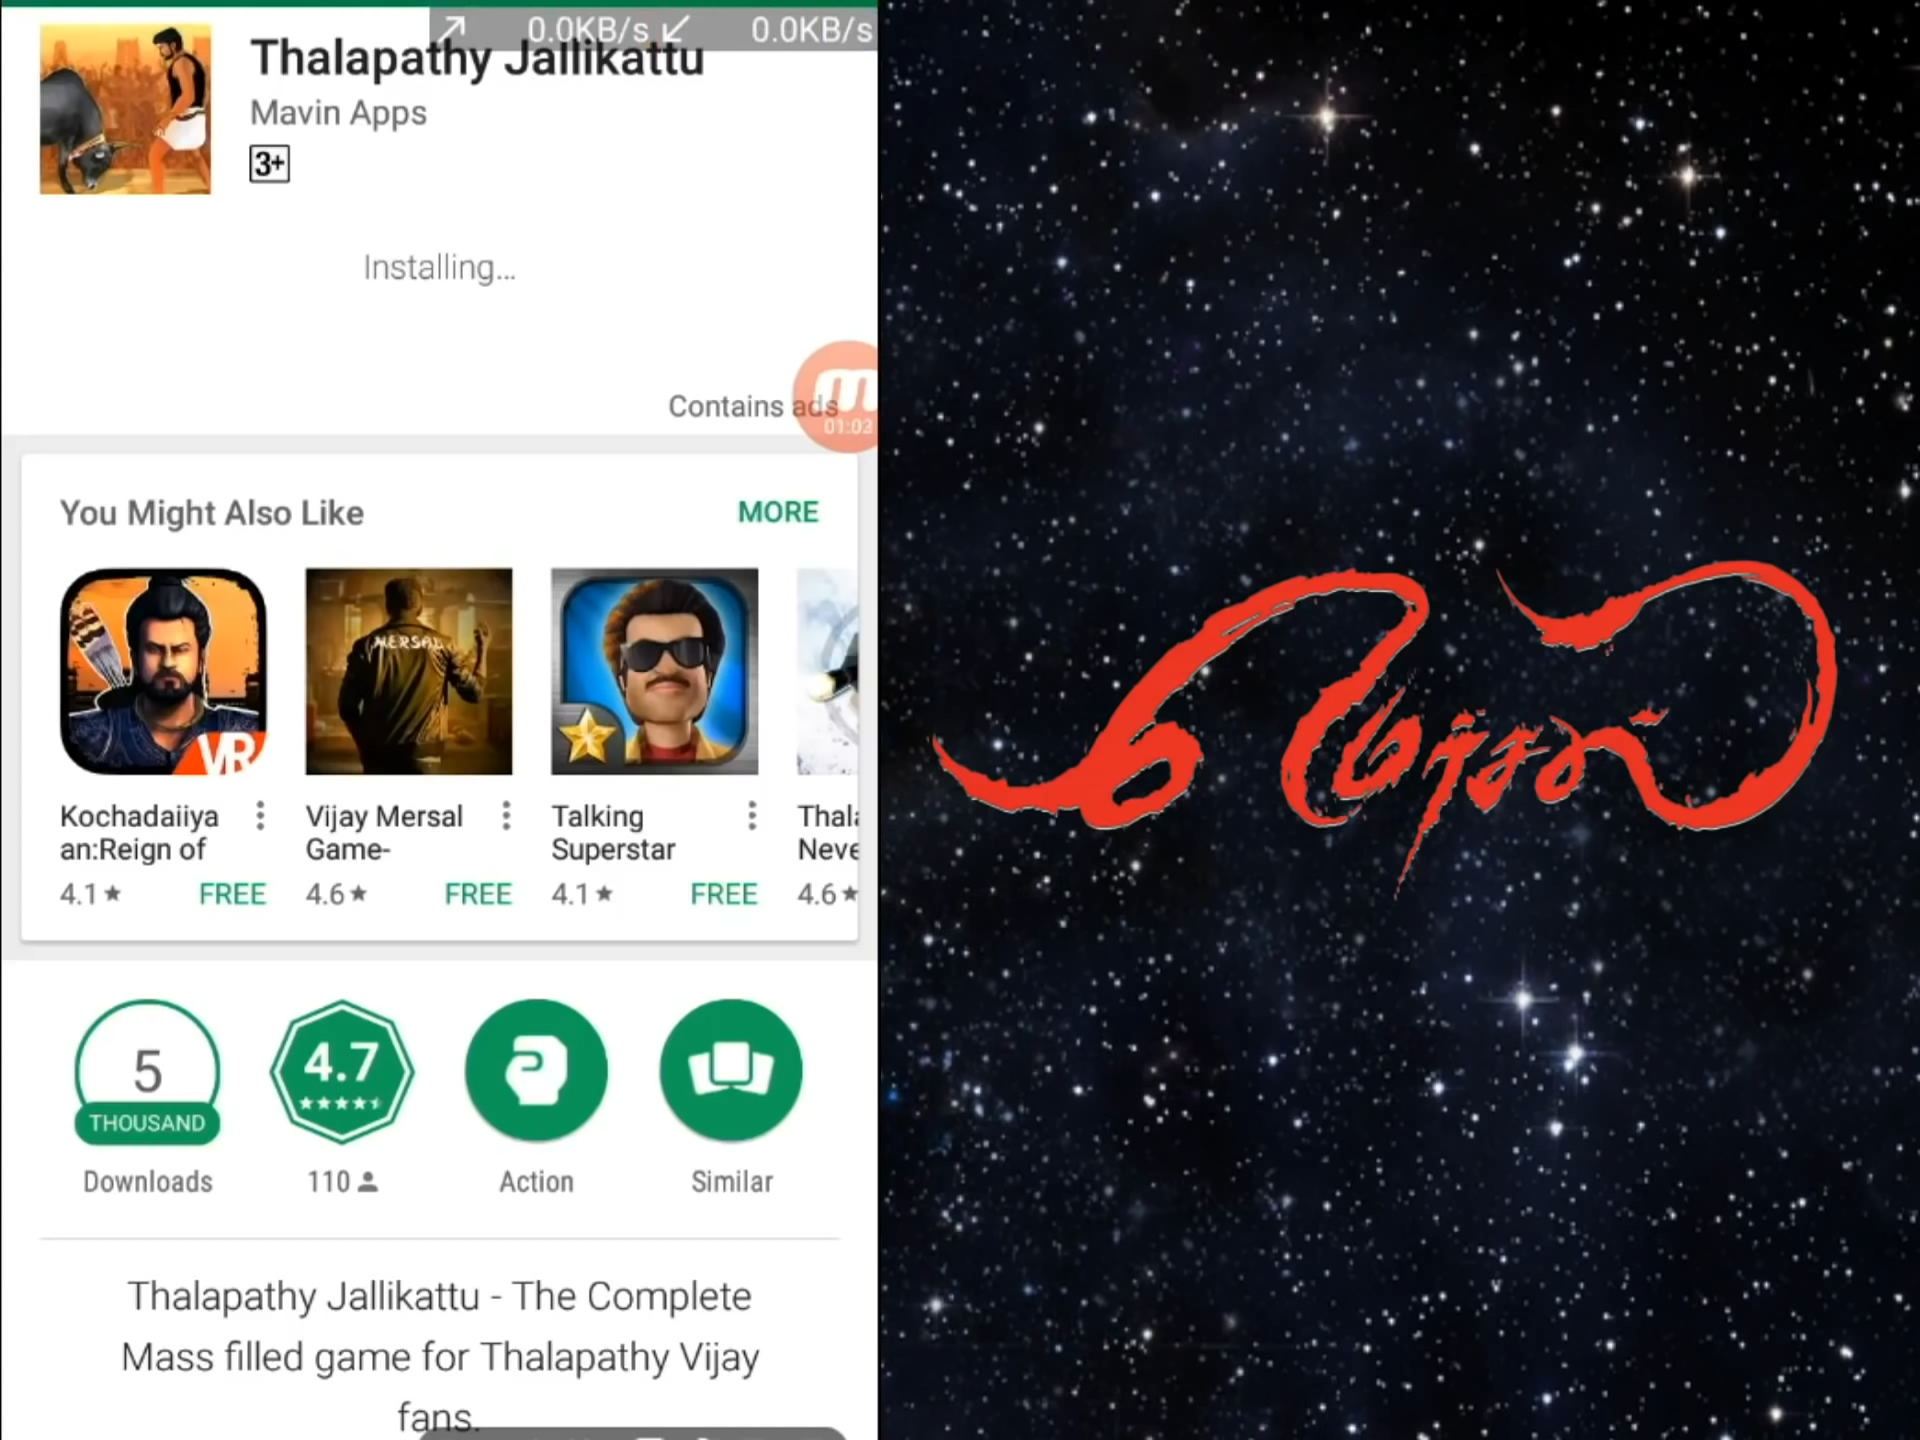 0.0KB/s 0.0KB/s
Thalapathy Jallikattu
Mavin Apps
3+
Installing...
Contains ads
01:02
You Might Also Like MORE
MERSAL
VR
Kochadaiiya
an:Reign of
4.1★ FREE
Vijay Mersal
Game-
4.6★ FREE
Talking
Superstar
4.1★ FREE
Thala
Neve
4.6★
5
THOUSAND
Downloads
4.7
110
Action
Similar
Thalapathy Jallikattu - The Complete
Mass filled game for Thalapathy Vijay
fans.
மெர்சல்